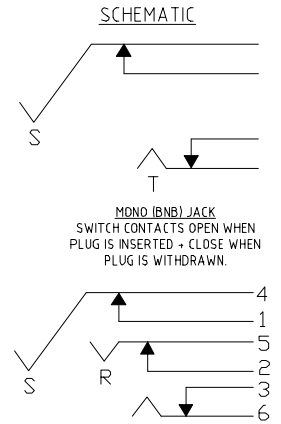 SCHEMATIC
S
T
MONO (BNB) JACK
SWITCH CONTACTS OPEN WHEN
PLUG IS INSERTED + CLOSE WHEN
PLUG IS WITHDRAWN.
4
1
5
R
2
S
3
6